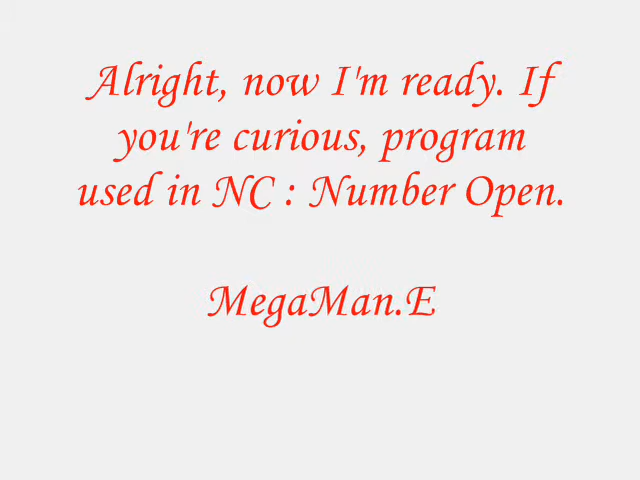 Alright, now I'm ready. If
you're curious, program
used in NC : Number Open.
MegaMan.E